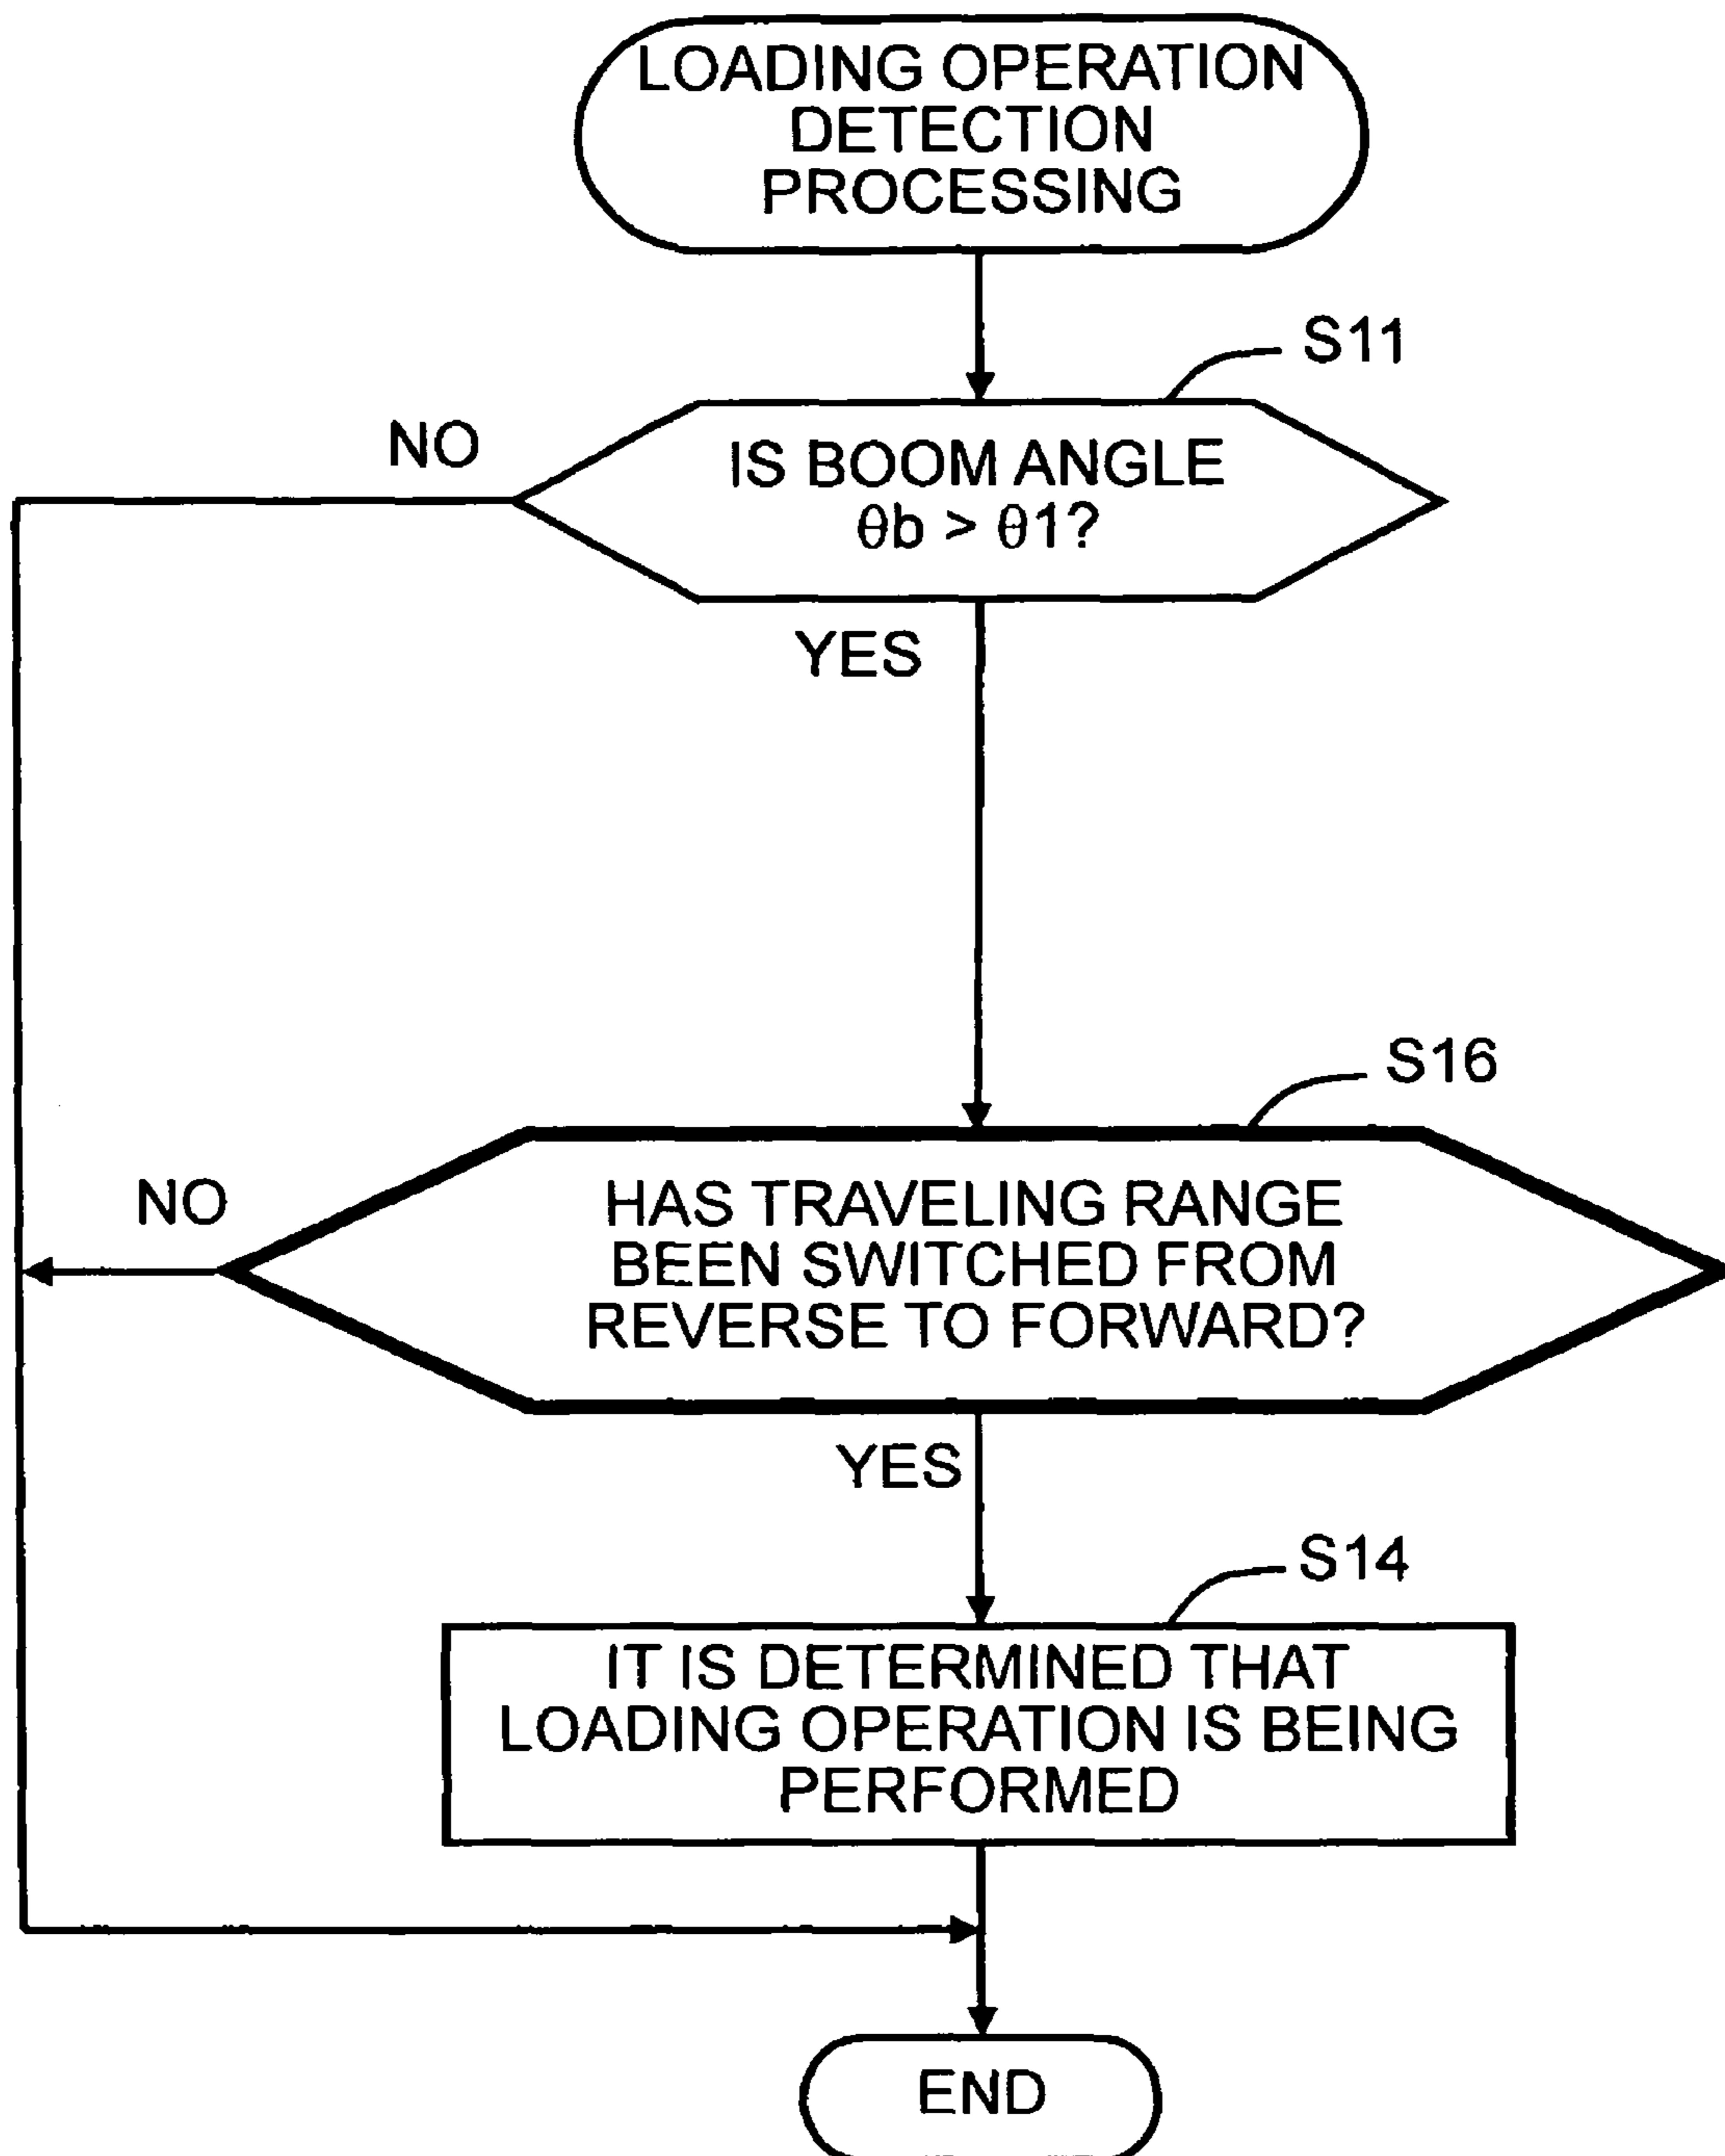 LOADING OPERATION
DETECTION
PROCESSING
S11
NO
IS BOOM ANGLE
θb > θ1?
YES
S16
NO
HAS TRAVELING RANGE
BEEN SWITCHED FROM
REVERSE TO FORWARD?
YES
S14
IT IS DETERMINED THAT
LOADING OPERATION IS BEING
PERFORMED
END